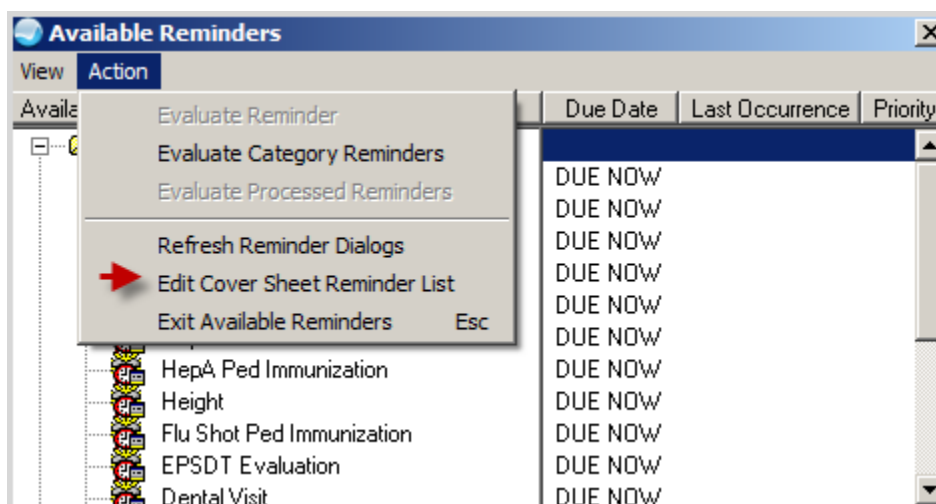 Available Reminders
View Action
Availa Due Date Last Occurrence Priority
Evaluate Reminder
Evaluate Category Reminders
DUE NOW
Evaluate Processed Reminders
DUE NOW
DUE NOW
Refresh Reminder Dialogs
DUE NOW
Edit Cover Sheet Reminder List
DUE NOW
Exit Available Reminders Esc
DUE NOW
HepA Ped Immunization DUE NOW
Height DUE NOW
Flu Shot Ped Immunization DUE NOW
EPSDT Evaluation DUE NOW
Dental Visit DUE NOW